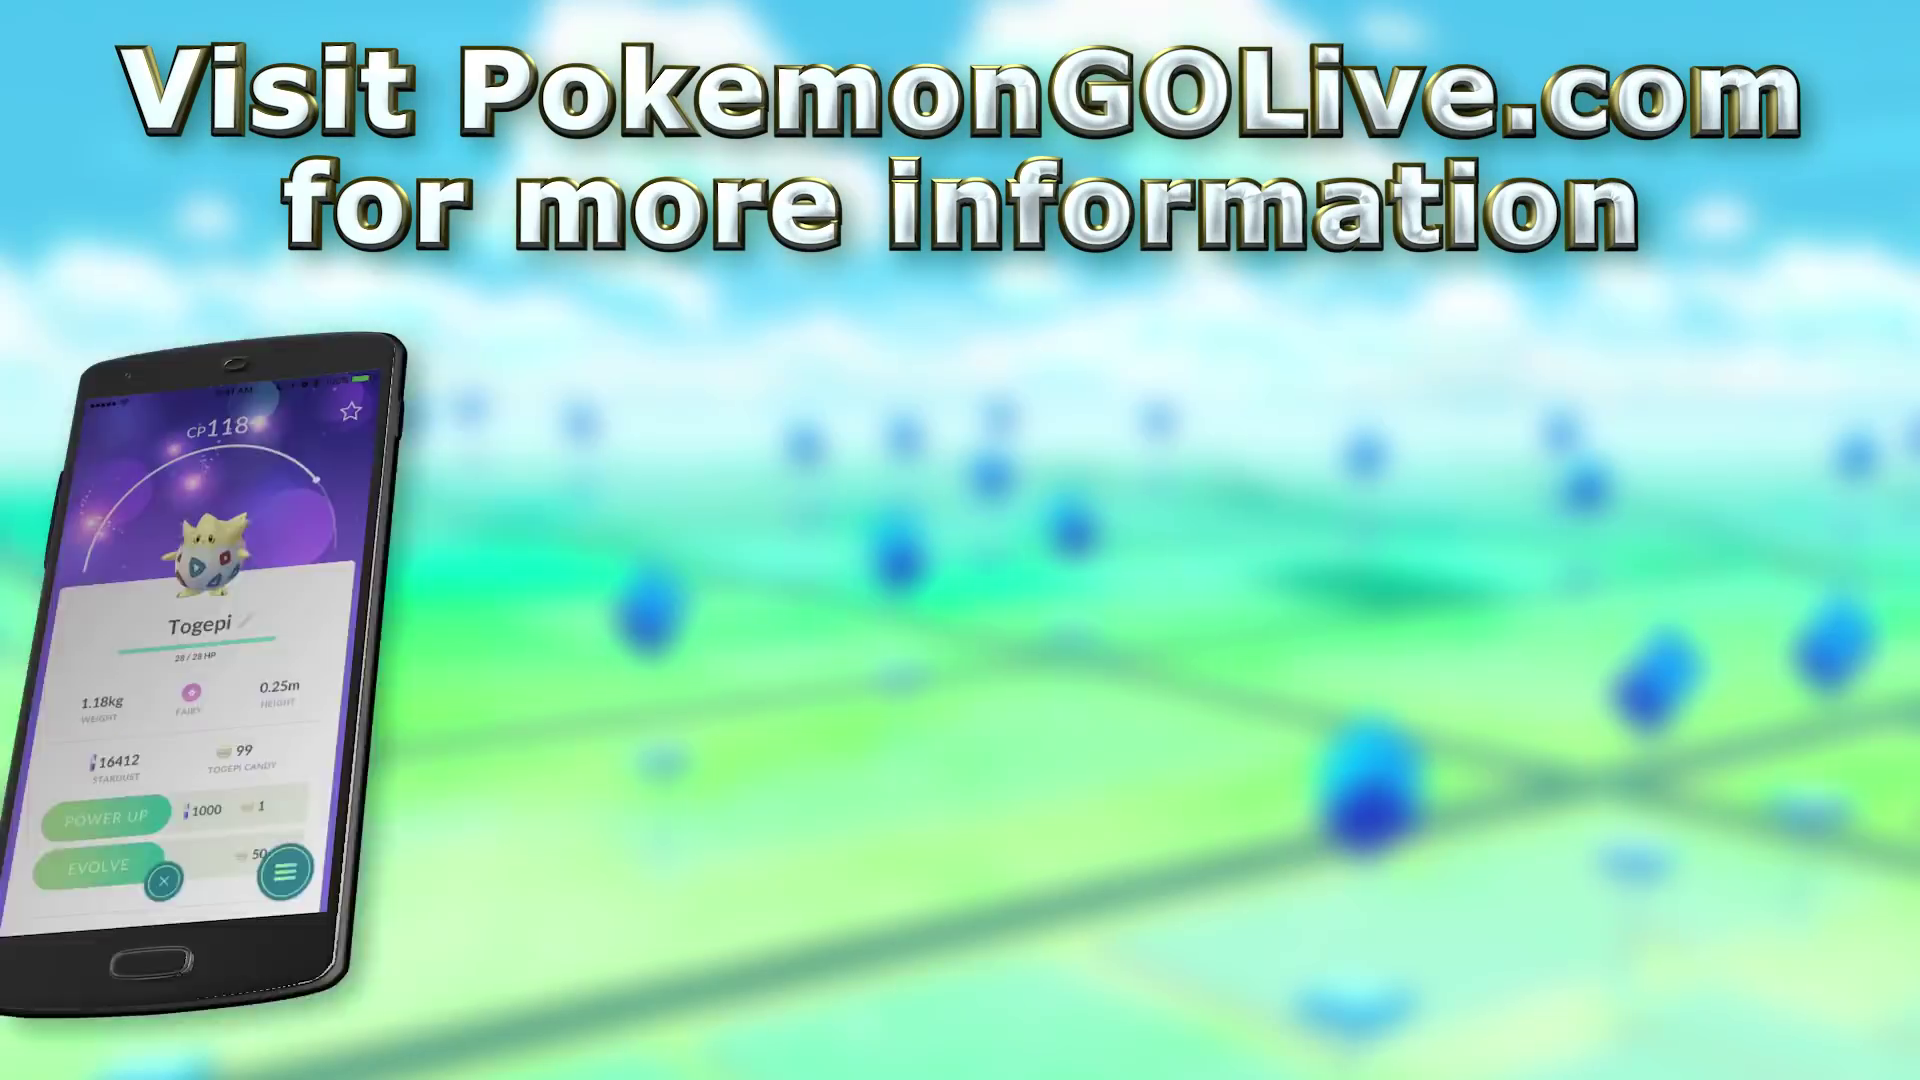 Visit PokemonGOLive.com
for more information
CP118
Togepi
28 / 28 HP
1.18kg
WEIGHT
FAIRY
0.25m
HEIGHT
16412
STARDUST
99
TOGEPI CANDY
POWER UP 1000 1
EVOLVE 50